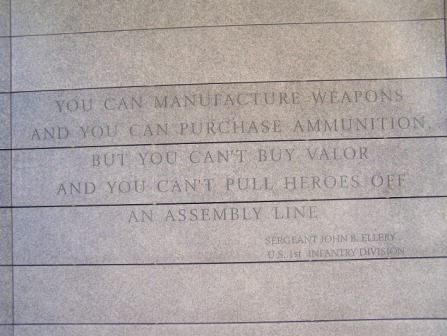 YOU CAN MANUFACTURE WEAPONS
AND YOU CAN PURCHASE AMMUNITION,
BUT YOU CAN'T BUY VALOR
AND YOU CAN'T PULL HEROES OFF
AN ASSEMBLY LINE
SERGEANT JOHN B. ELLERY
U.S. 1st INFANTRY DIVISION